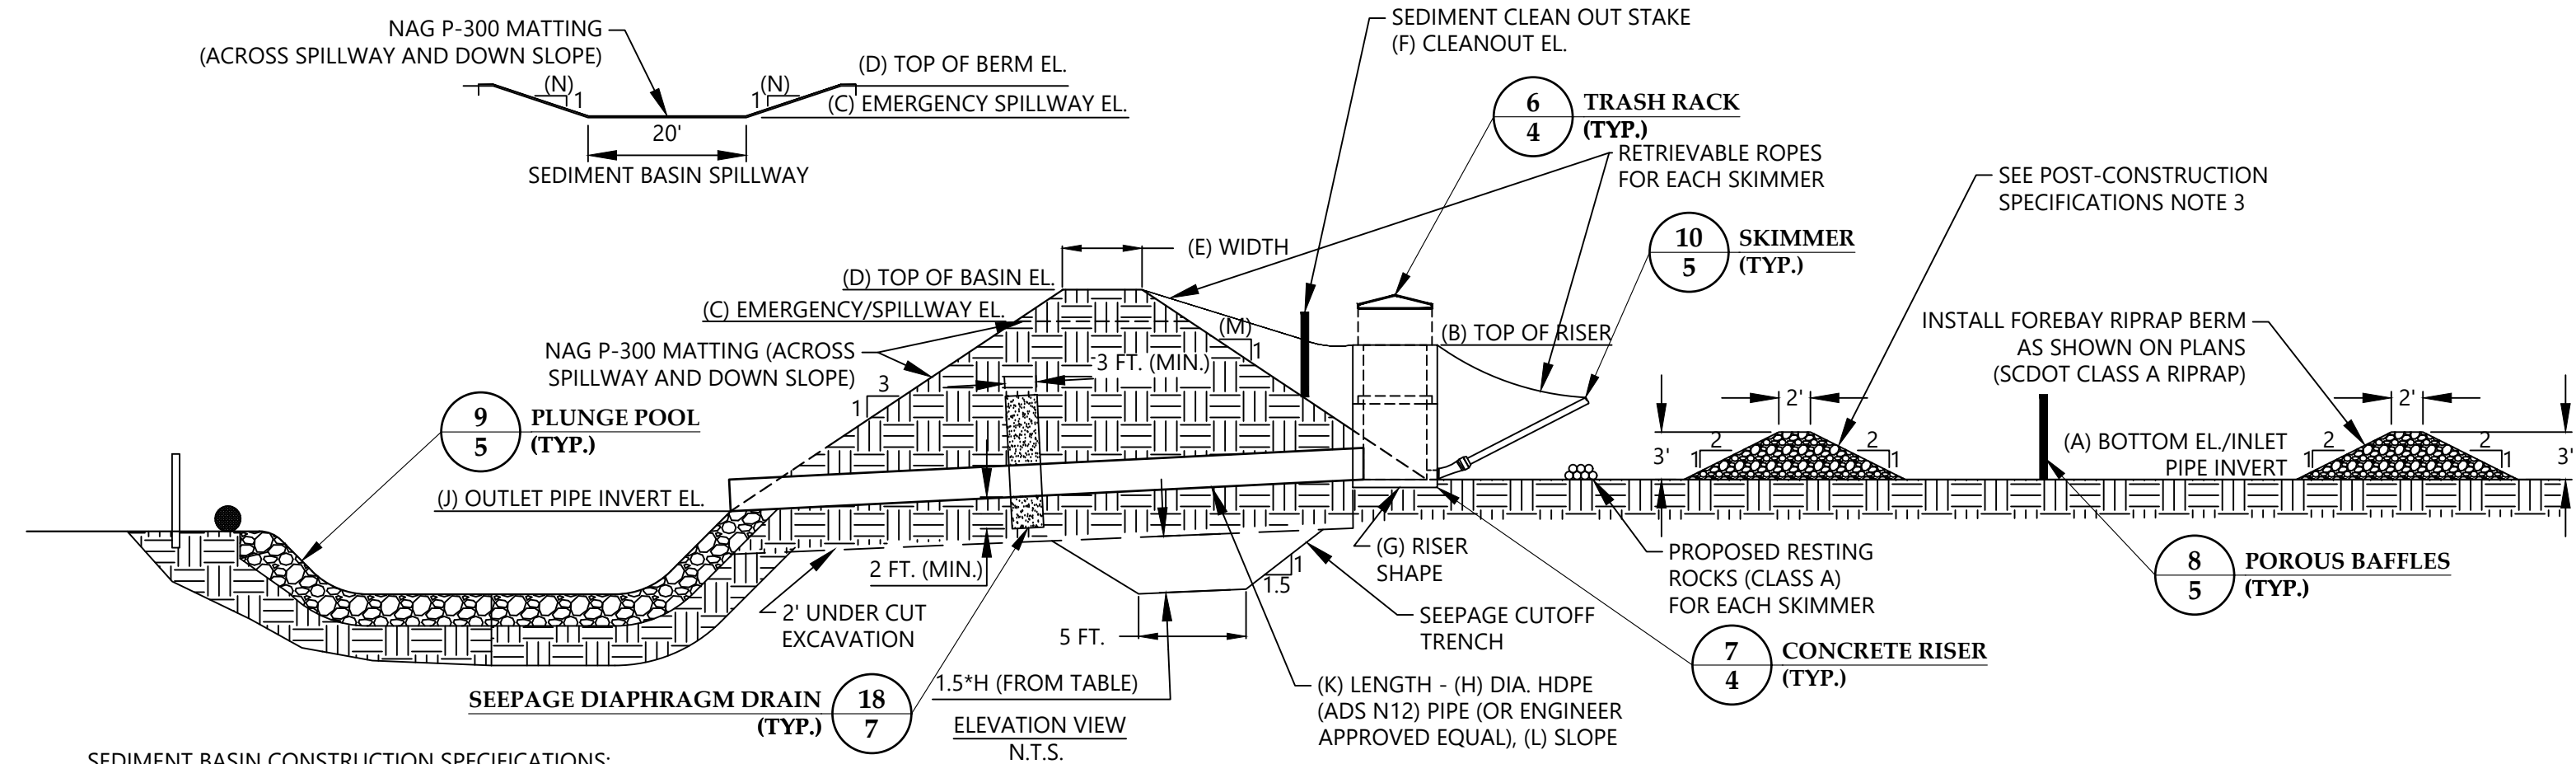 NAG P-300 MATTING
(ACROSS SPILLWAY AND DOWN SLOPE)
(N)
1
1
(N)
(D) TOP OF BERM EL.
(C) EMERGENCY SPILLWAY EL.
20'
SEDIMENT BASIN SPILLWAY
SEDIMENT CLEAN OUT STAKE
(F) CLEANOUT EL.
6
4
TRASH RACK
(TYP.)
RETRIEVABLE ROPES
FOR EACH SKIMMER
SEE POST-CONSTRUCTION
SPECIFICATIONS NOTE 3
10
5
SKIMMER
(TYP.)
(E) WIDTH
(D) TOP OF BASIN EL.
(C) EMERGENCY/SPILLWAY EL.
(M)
1
(B) TOP OF RISER
NAG P-300 MATTING (ACROSS
SPILLWAY AND DOWN SLOPE)
3 FT. (MIN.)
3
1
INSTALL FOREBAY RIPRAP BERM
AS SHOWN ON PLANS
(SCDOT CLASS A RIPRAP)
9
5
PLUNGE POOL
(TYP.)
2'
2
1
2
1
3'
(A) BOTTOM EL./INLET
PIPE INVERT
2'
2
1
2
1
3'
(J) OUTLET PIPE INVERT EL.
2 FT. (MIN.)
2' UNDER CUT
EXCAVATION
(G) RISER
SHAPE
1
1.5
PROPOSED RESTING
ROCKS (CLASS A)
FOR EACH SKIMMER
8
5
POROUS BAFFLES
(TYP.)
5 FT.
SEEPAGE CUTOFF
TRENCH
7
4
CONCRETE RISER
(TYP.)
SEEPAGE DIAPHRAGM DRAIN
(TYP.)
18
7
1.5*H (FROM TABLE)
(K) LENGTH - (H) DIA. HDPE
(ADS N12) PIPE (OR ENGINEER
APPROVED EQUAL), (L) SLOPE
ELEVATION VIEW
N.T.S.
SEDIMENT BASIN CONSTRUCTION SPECIFICATIONS: